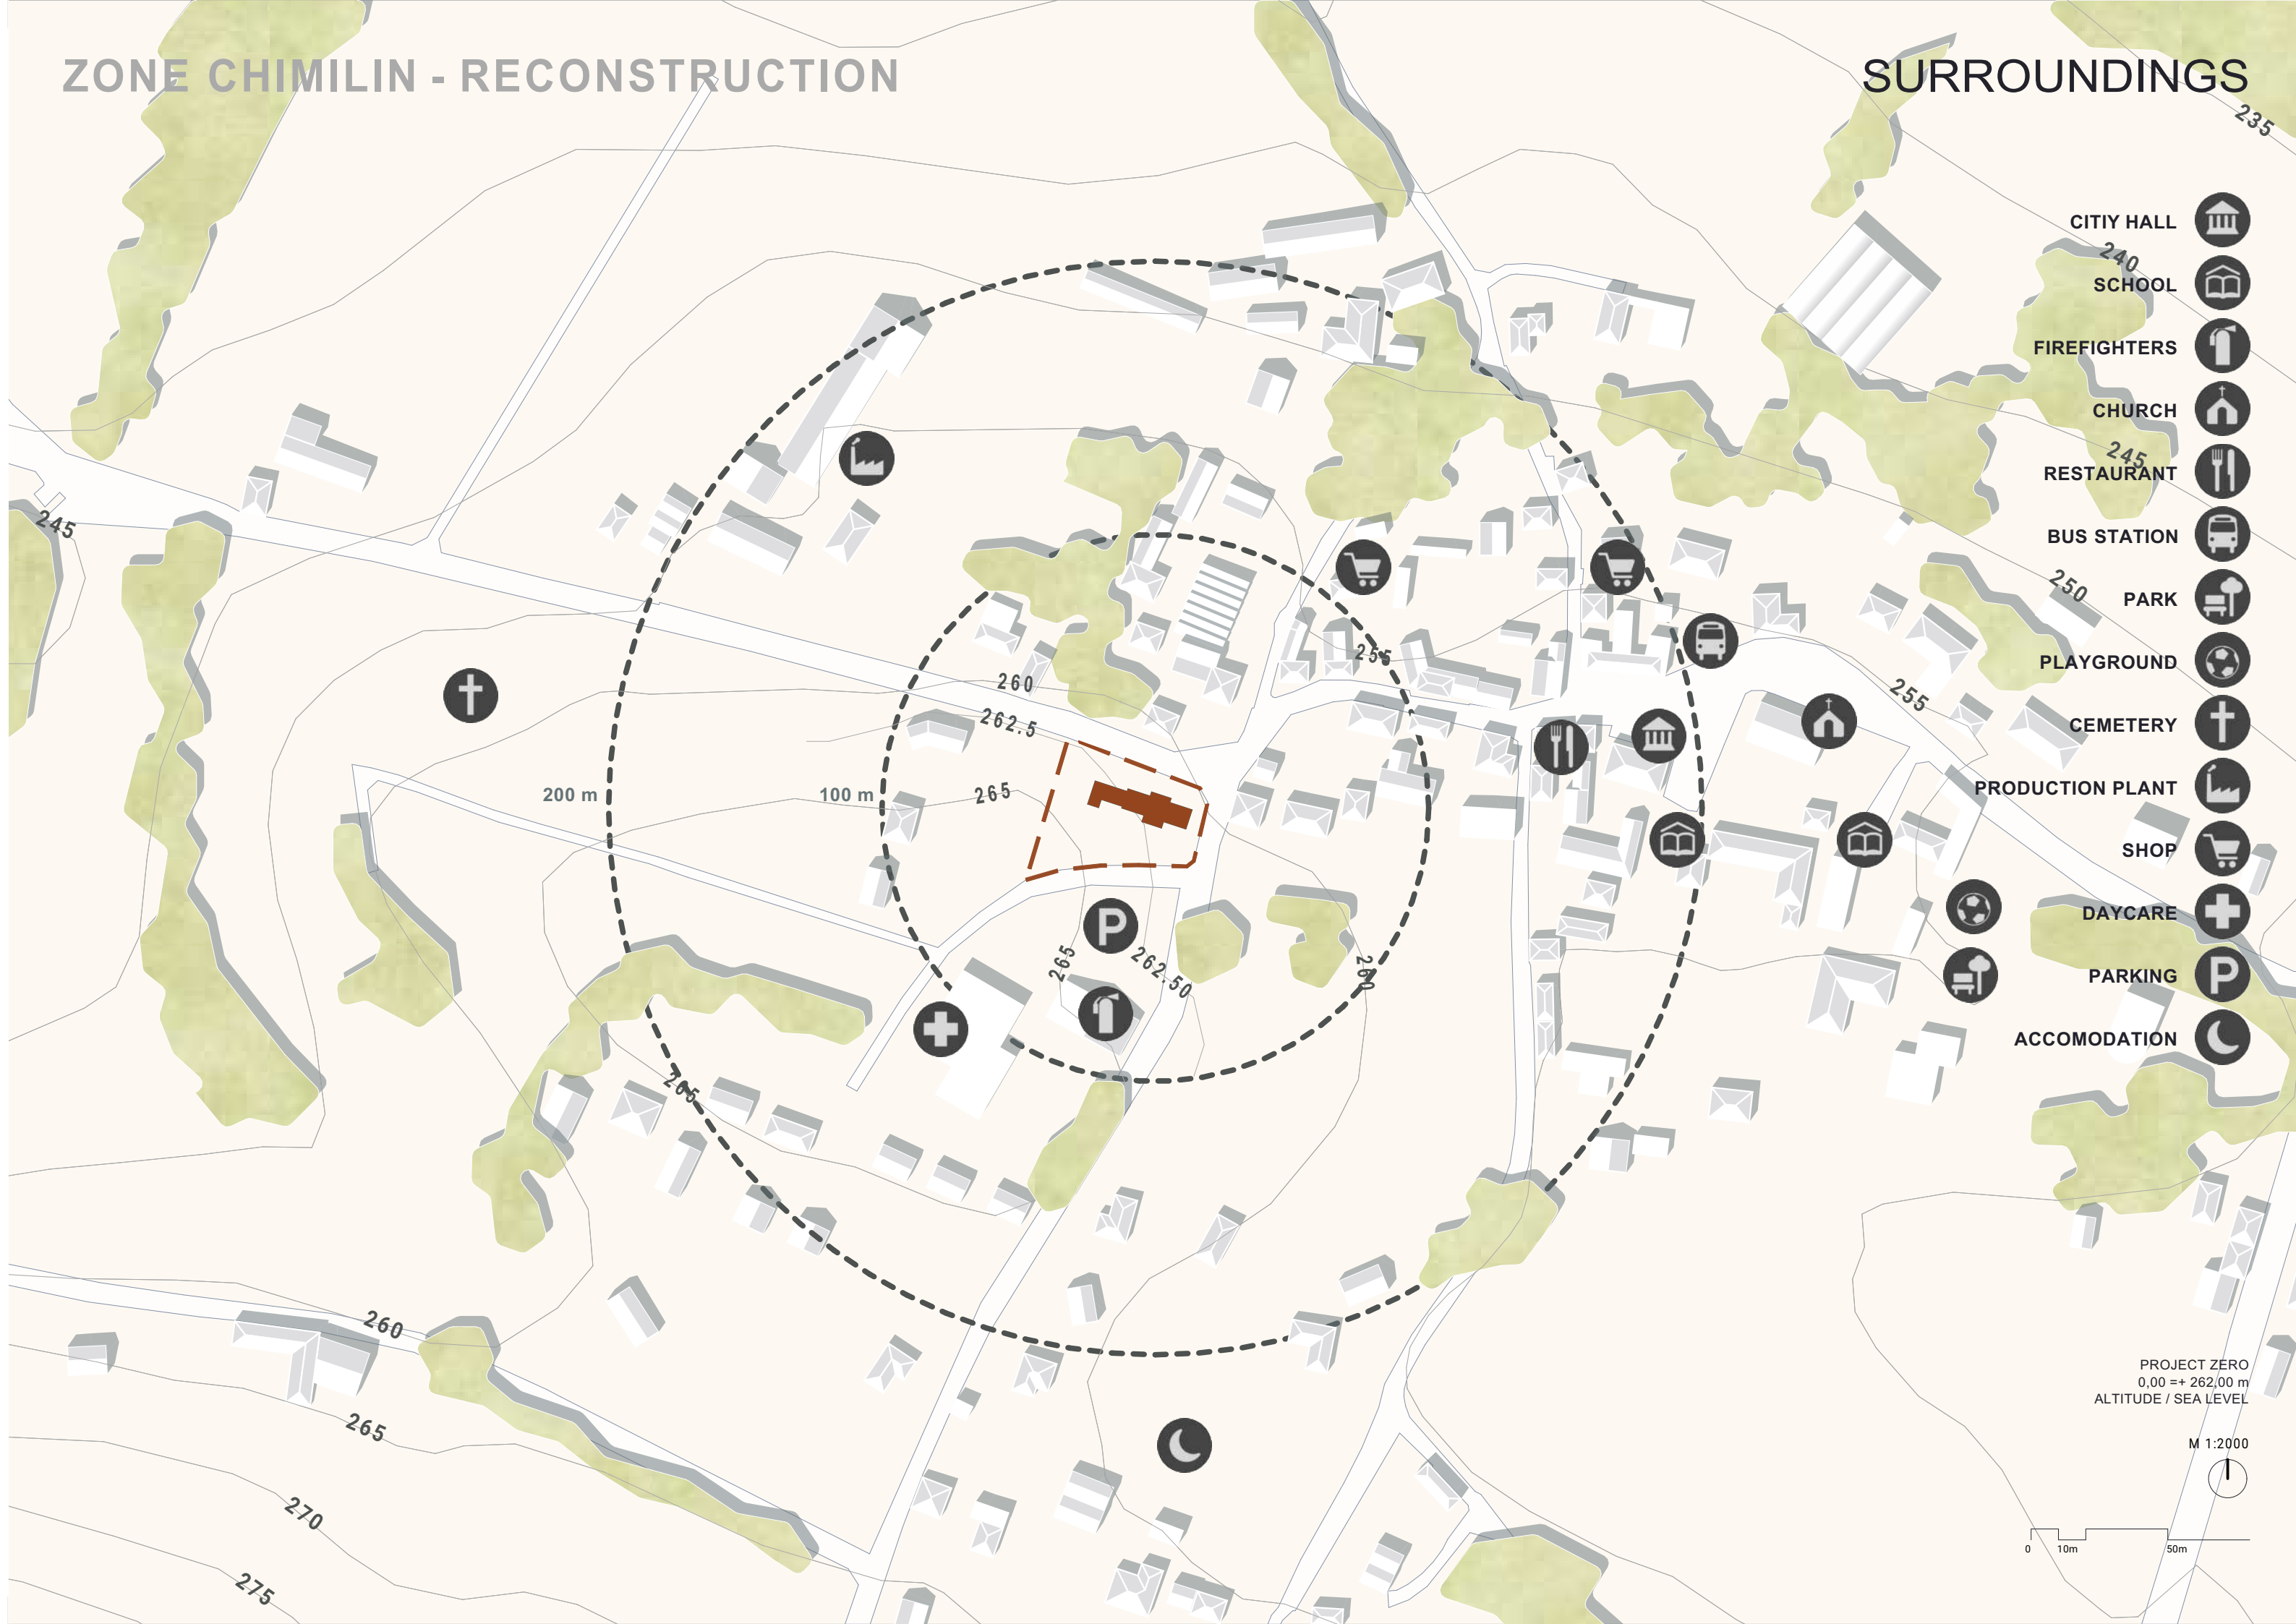 ZONE CHIMILIN - RECONSTRUCTION
SURROUNDINGS
235
CITIY HALL
240
SCHOOL
FIREFIGHTERS
CHURCH
245
RESTAURANT
245
BUS STATION
250
PARK
255
PLAYGROUND
260
255
262.5
CEMETERY
200 m
100 m
265
PRODUCTION PLANT
SHOP
DAYCARE
P
265
262.50
260
PARKING
P
ACCOMODATION
265
260
265
PROJECT ZERO
0,00 =+ 262,00 m
ALTITUDE / SEA LEVEL
M 1:2000
270
0 10m 50m
275